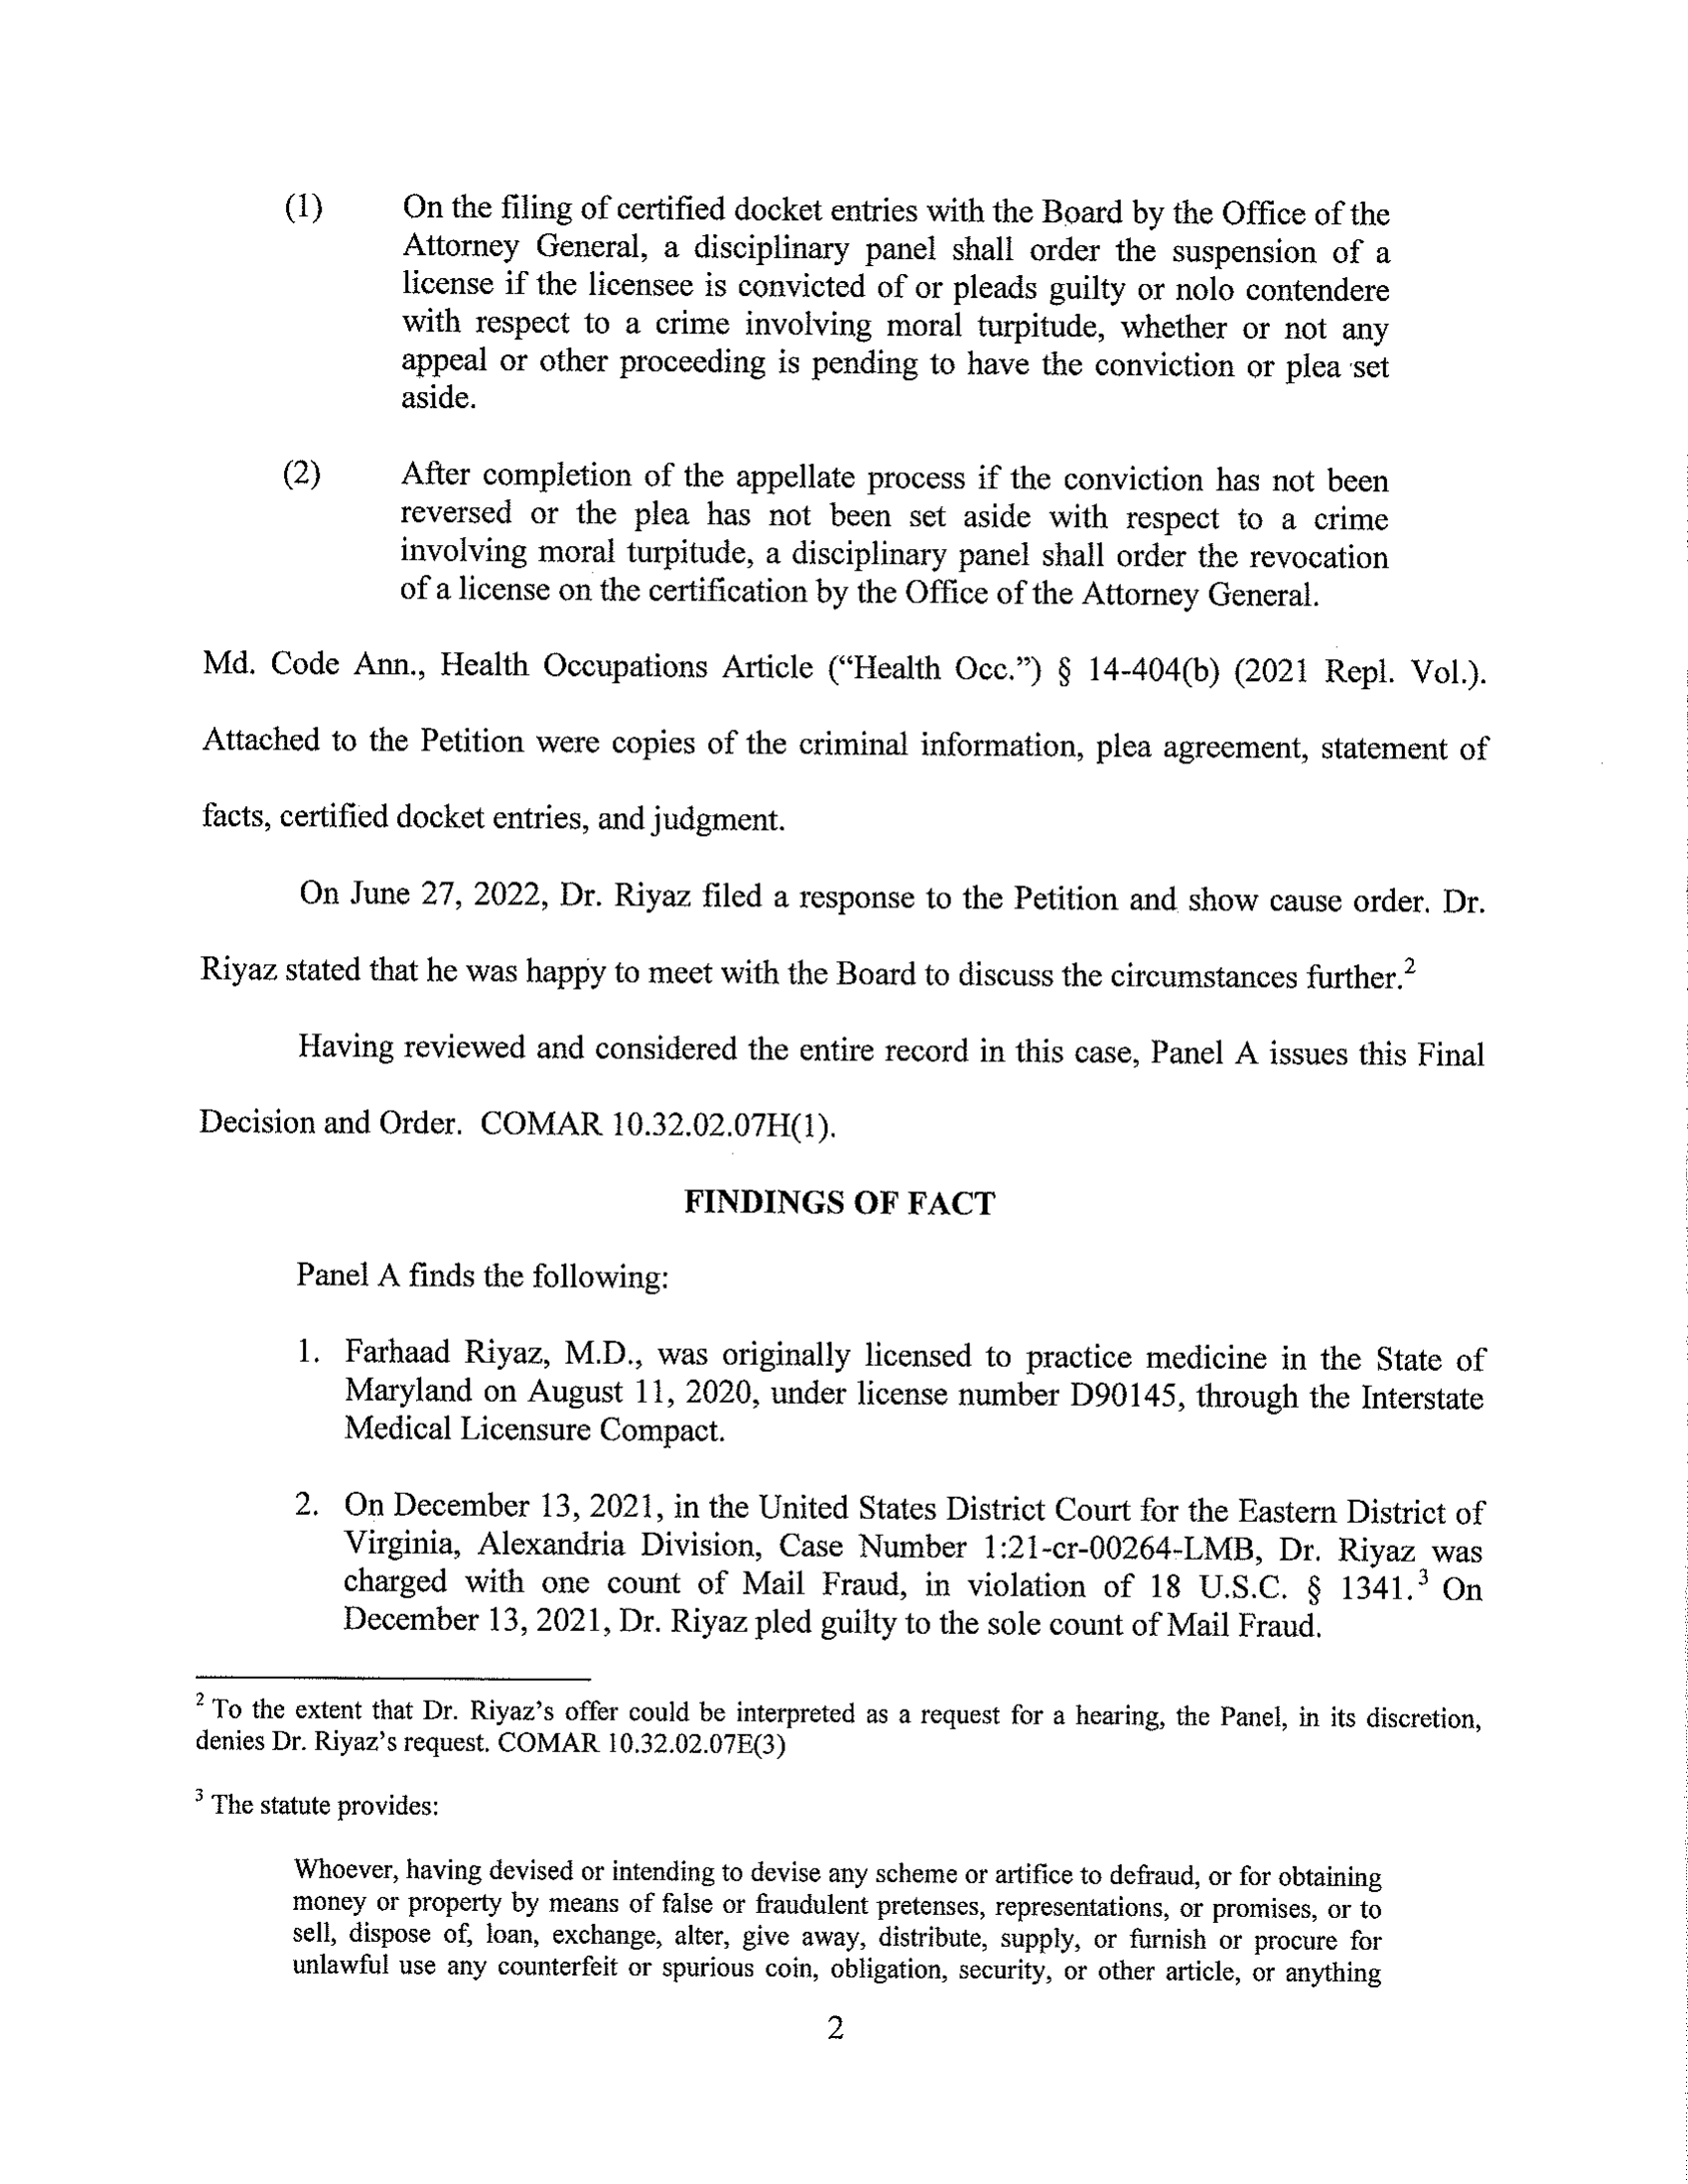 (1) On the filing of certified docket entries with the Board by the Office of the
Attorney General, a disciplinary panel shall order the suspension of a
license if the licensee is convicted of or pleads guilty or nolo contendere
with respect to a crime involving moral turpitude, whether or not any
appeal or other proceeding is pending to have the conviction or plea set
aside.
(2) After completion of the appellate process if the conviction has not been
reversed or the plea has not been set aside with respect to a crime
involving moral turpitude, a disciplinary panel shall order the revocation
of a license on the certification by the Office of the Attorney General.
Md. Code Ann., Health Occupations Article (“Health Occ.”) § 14-404(b) (2021 Repl. Vol.).
Attached to the Petition were copies of the criminal information, plea agreement, statement of
facts, certified docket entries, and judgment.
On June 27, 2022, Dr. Riyaz filed a response to the Petition and show cause order. Dr.
Riyaz stated that he was happy to meet with the Board to discuss the circumstances further.²
Having reviewed and considered the entire record in this case, Panel A issues this Final
Decision and Order. COMAR 10.32.02.07H(1).
FINDINGS OF FACT
Panel A finds the following:
1. Farhaad Riyaz, M.D., was originally licensed to practice medicine in the State of
Maryland on August 11, 2020, under license number D90145, through the Interstate
Medical Licensure Compact.
2. On December 13, 2021, in the United States District Court for the Eastern District of
Virginia, Alexandria Division, Case Number 1:21-cr-00264-LMB, Dr. Riyaz was
charged with one count of Mail Fraud, in violation of 18 U.S.C. § 1341.³ On
December 13, 2021, Dr. Riyaz pled guilty to the sole count of Mail Fraud.
² To the extent that Dr. Riyaz’s offer could be interpreted as a request for a hearing, the Panel, in its discretion,
denies Dr. Riyaz’s request. COMAR 10.32.02.07E(3)
³ The statute provides:
Whoever, having devised or intending to devise any scheme or artifice to defraud, or for obtaining
money or property by means of false or fraudulent pretenses, representations, or promises, or to
sell, dispose of, loan, exchange, alter, give away, distribute, supply, or furnish or procure for
unlawful use any counterfeit or spurious coin, obligation, security, or other article, or anything
2